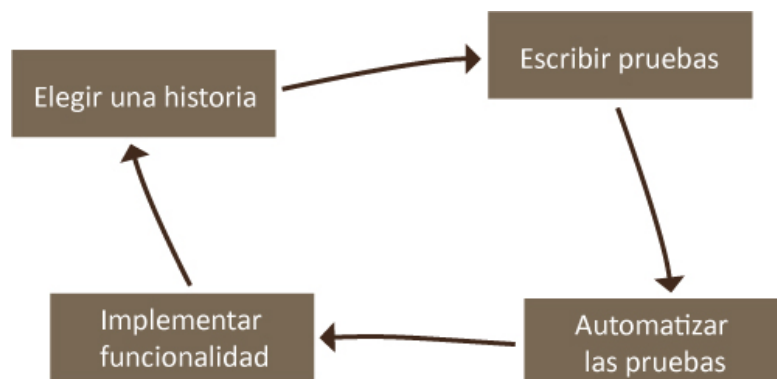 Elegir una historia
Escribir pruebas
Automatizar
las pruebas
Implementar
funcionalidad